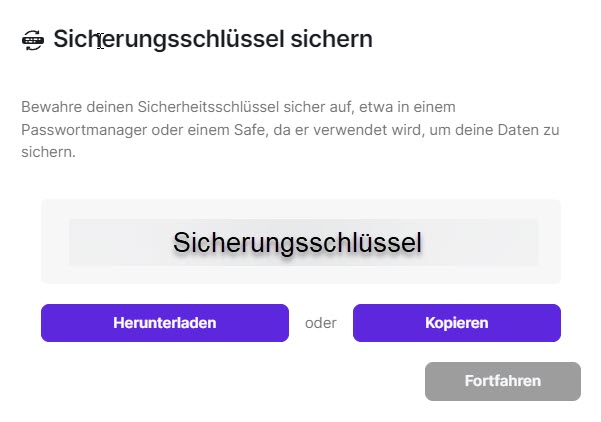 Sicherungsschlüssel sichern
Bewahre deinen Sicherheitsschlüssel sicher auf, etwa in einem
Passwortmanager oder einem Safe, da er verwendet wird, um deine Daten zu
sichern.
Sicherungsschlüssel
Herunterladen oder Kopieren
Fortfahren